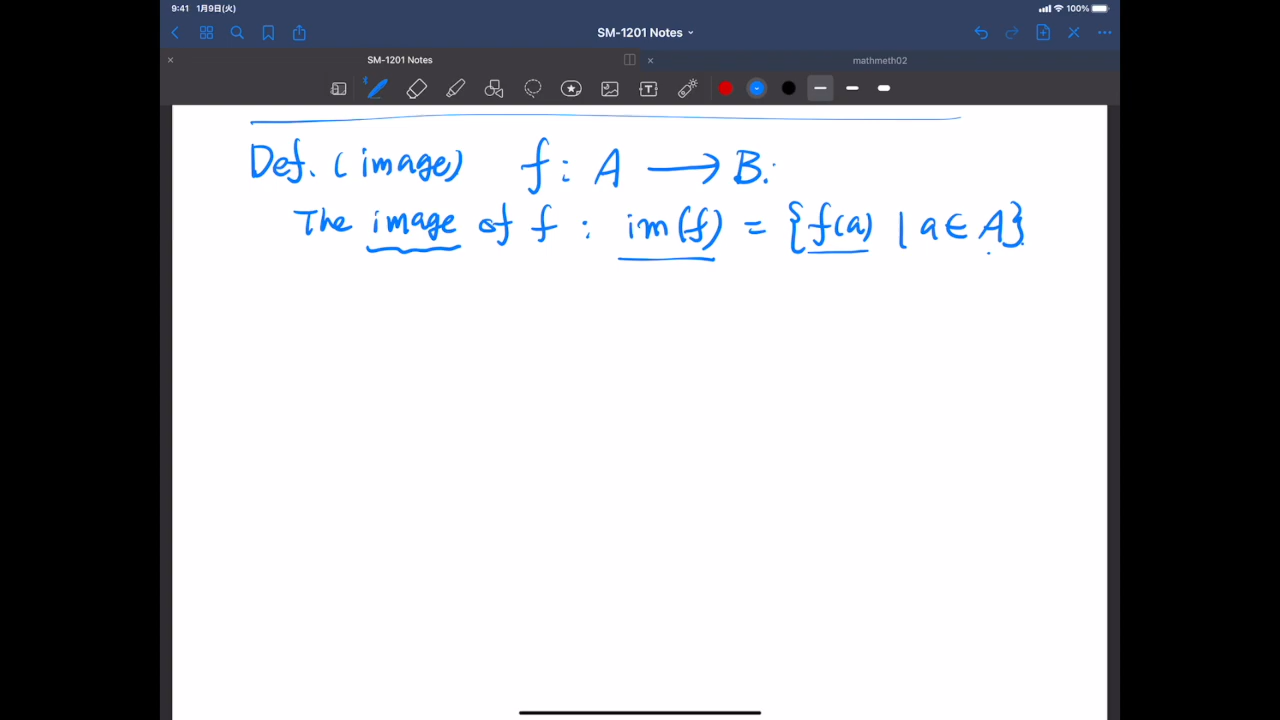 9:41 1月9日(火) 100%
SM-1201 Notes
SM-1201 Notes mathmeth02
Def. (image) f: A ⟶ B.
The image of f : im(f) = {f(a) | a ∈ A}